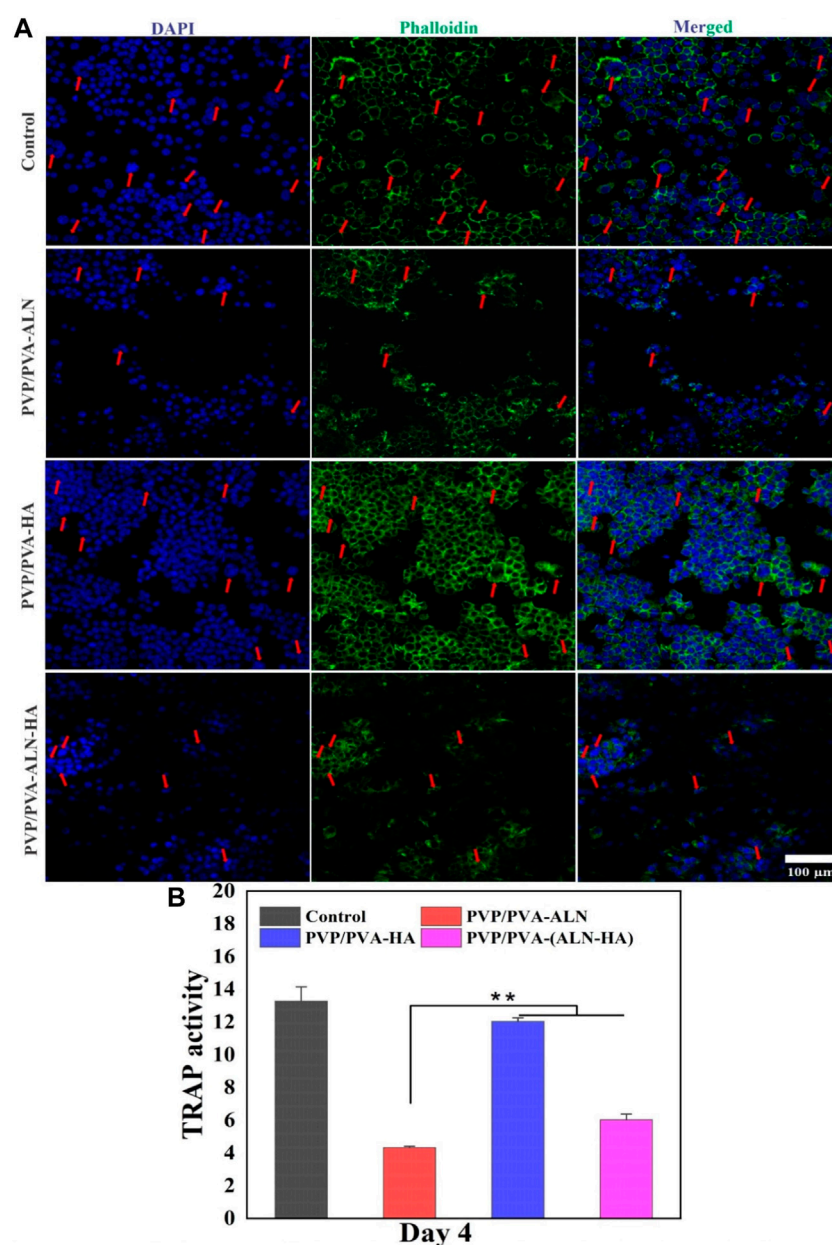 A
DAPI Phalloidin Merged
Control
PVP/PVA-ALN
PVP/PVA-HA
PVP/PVA-ALN-HA
100 µm
B
20
18
16
14
12
10
8
6
4
2
0
TRAP activity
Control PVP/PVA-ALN
PVP/PVA-HA PVP/PVA-(ALN-HA)
**
Day 4